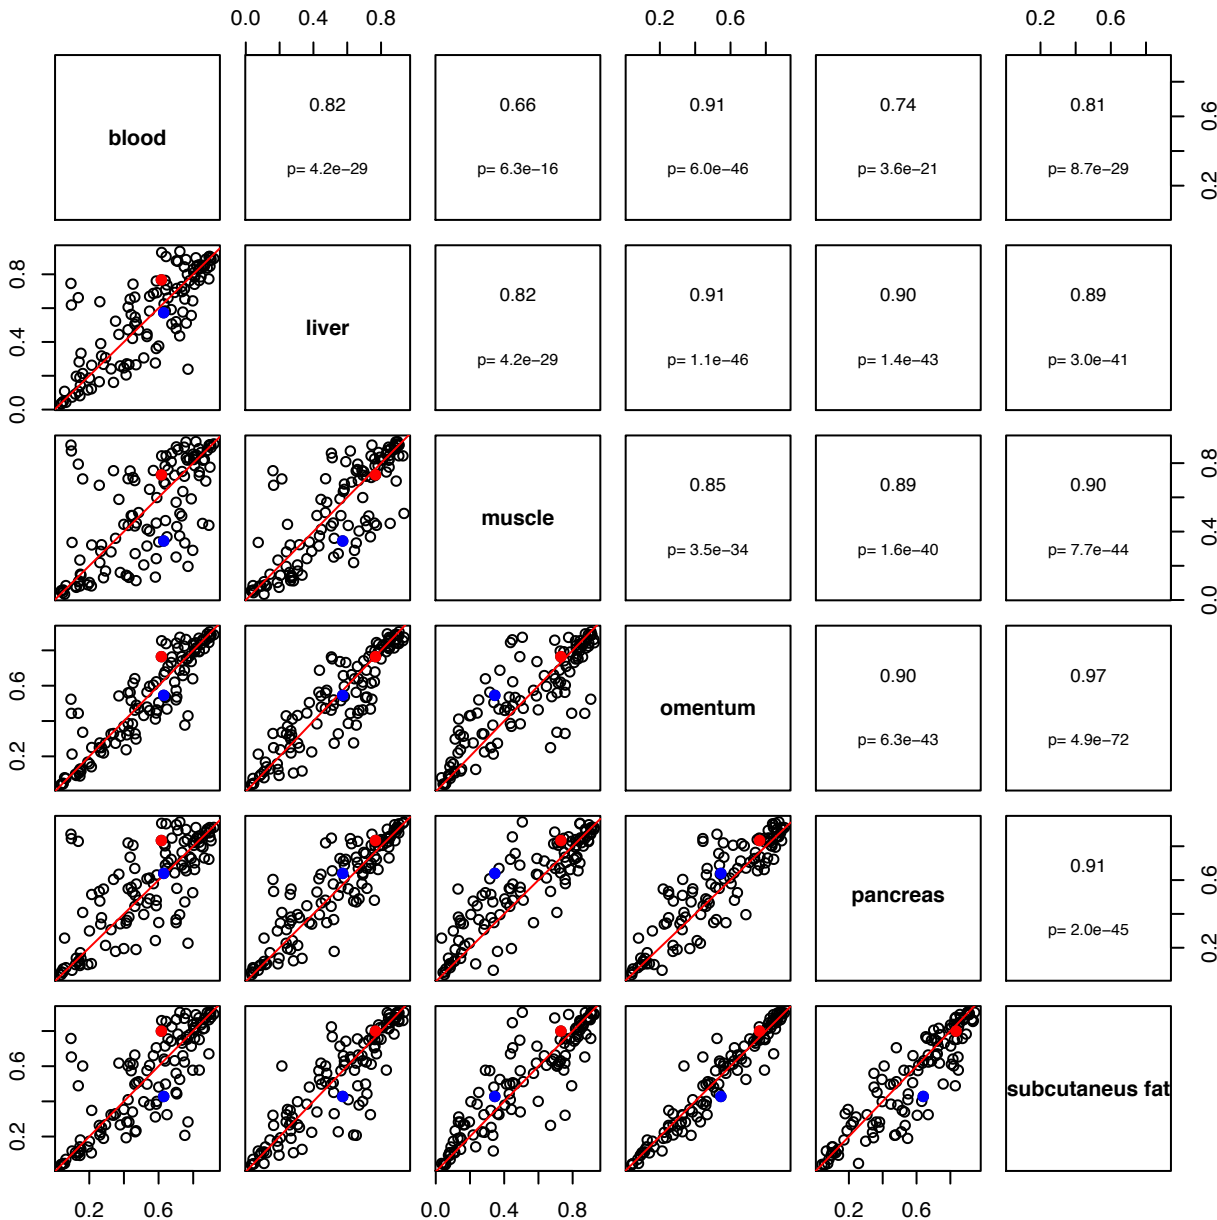 0.0 0.4 0.8 0.2 0.6 0.2 0.6
blood 0.82 0.66 0.91 0.74 0.81
p= 4.2e−29 p= 6.3e−16 p= 6.0e−46 p= 3.6e−21 p= 8.7e−29
0.2 0.6
0.0 0.4 0.8
liver 0.82 0.91 0.90 0.89
p= 4.2e−29 p= 1.1e−46 p= 1.4e−43 p= 3.0e−41
muscle 0.85 0.89 0.90
p= 3.5e−34 p= 1.6e−40 p= 7.7e−44
0.0 0.4 0.8
0.2 0.6
omentum 0.90 0.97
p= 6.3e−43 p= 4.9e−72
pancreas 0.91
p= 2.0e−45
0.2 0.6
0.2 0.6
subcutaneus fat
0.2 0.6 0.0 0.4 0.8 0.2 0.6